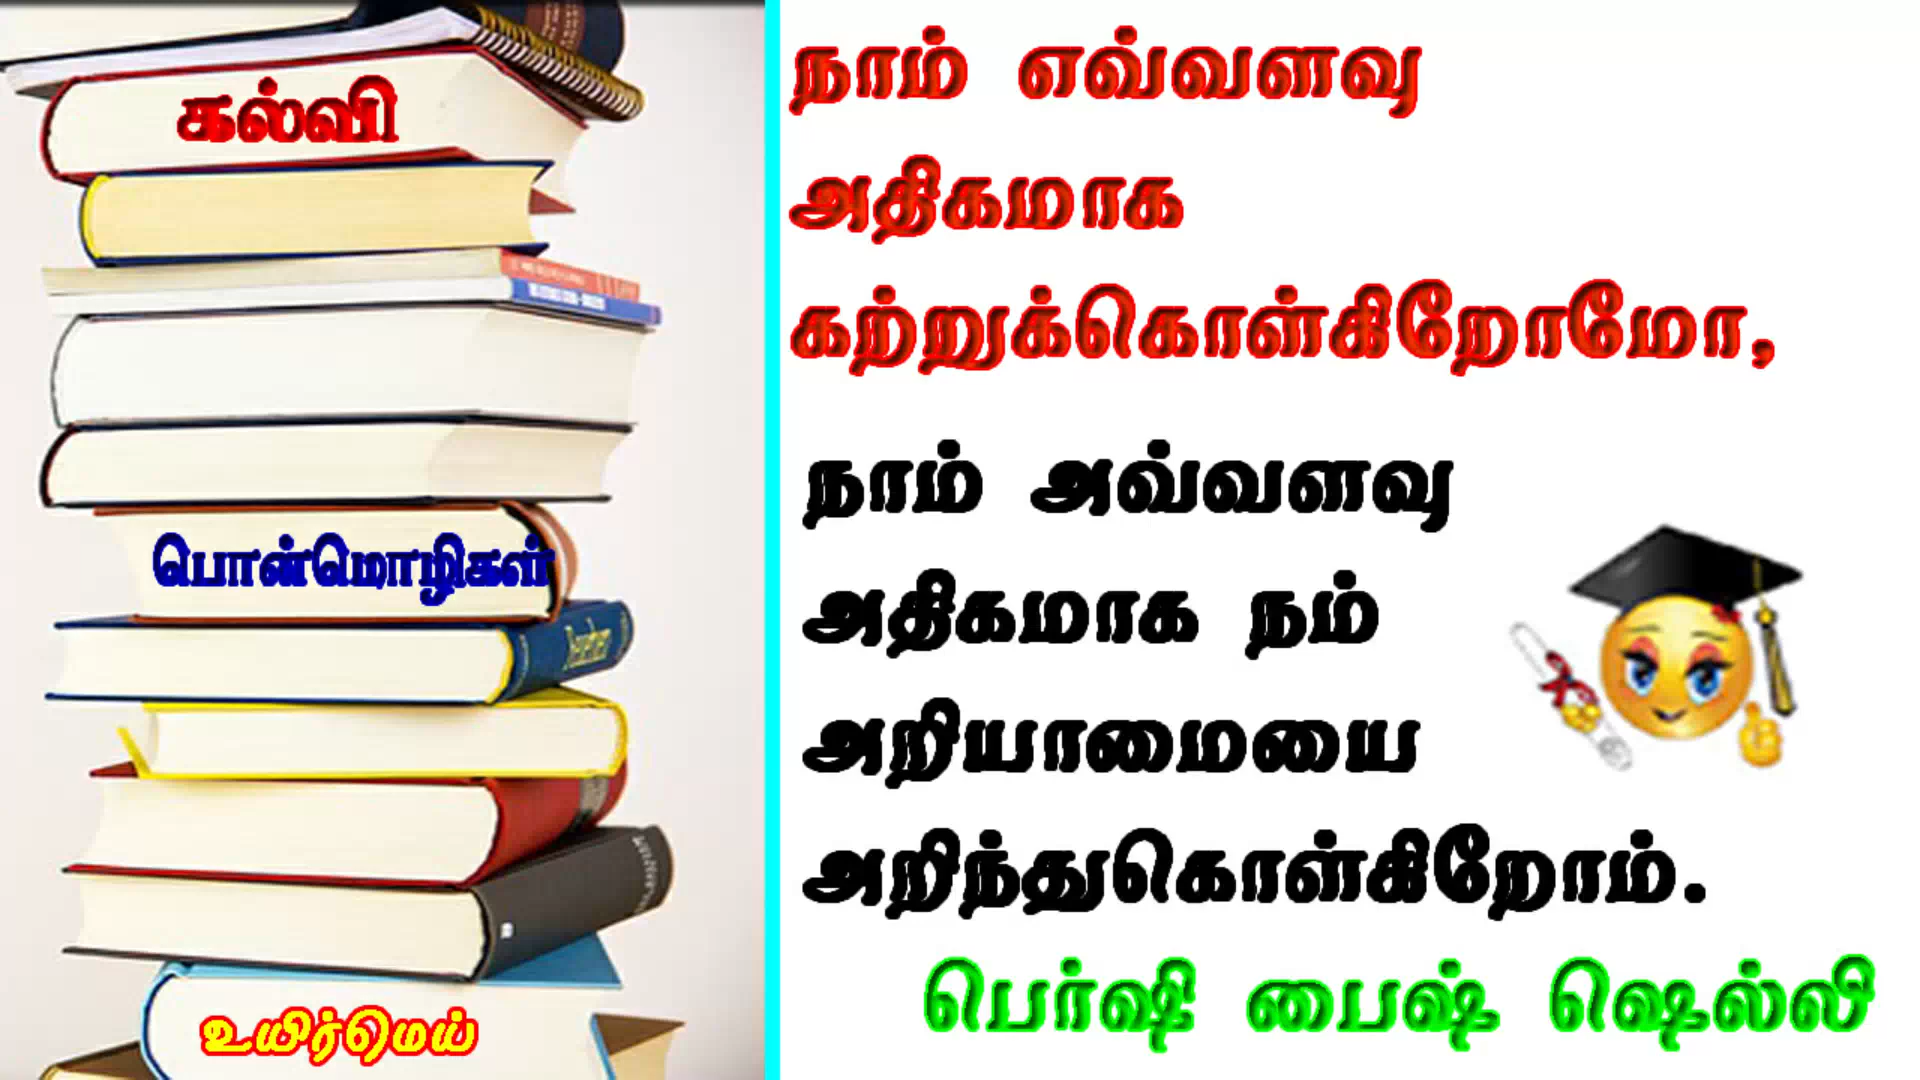 கல்வி
பொன்மொழிகள்
உயிர்மெய்
நாம் எவ்வளவு
அதிகமாக
கற்றுக்கொள்கிறோமோ,
நாம் அவ்வளவு
அதிகமாக நம்
அறியாமையை
அறிந்துகொள்கிறோம்.
பெர்ஷி பைஷ் ஷெல்லி